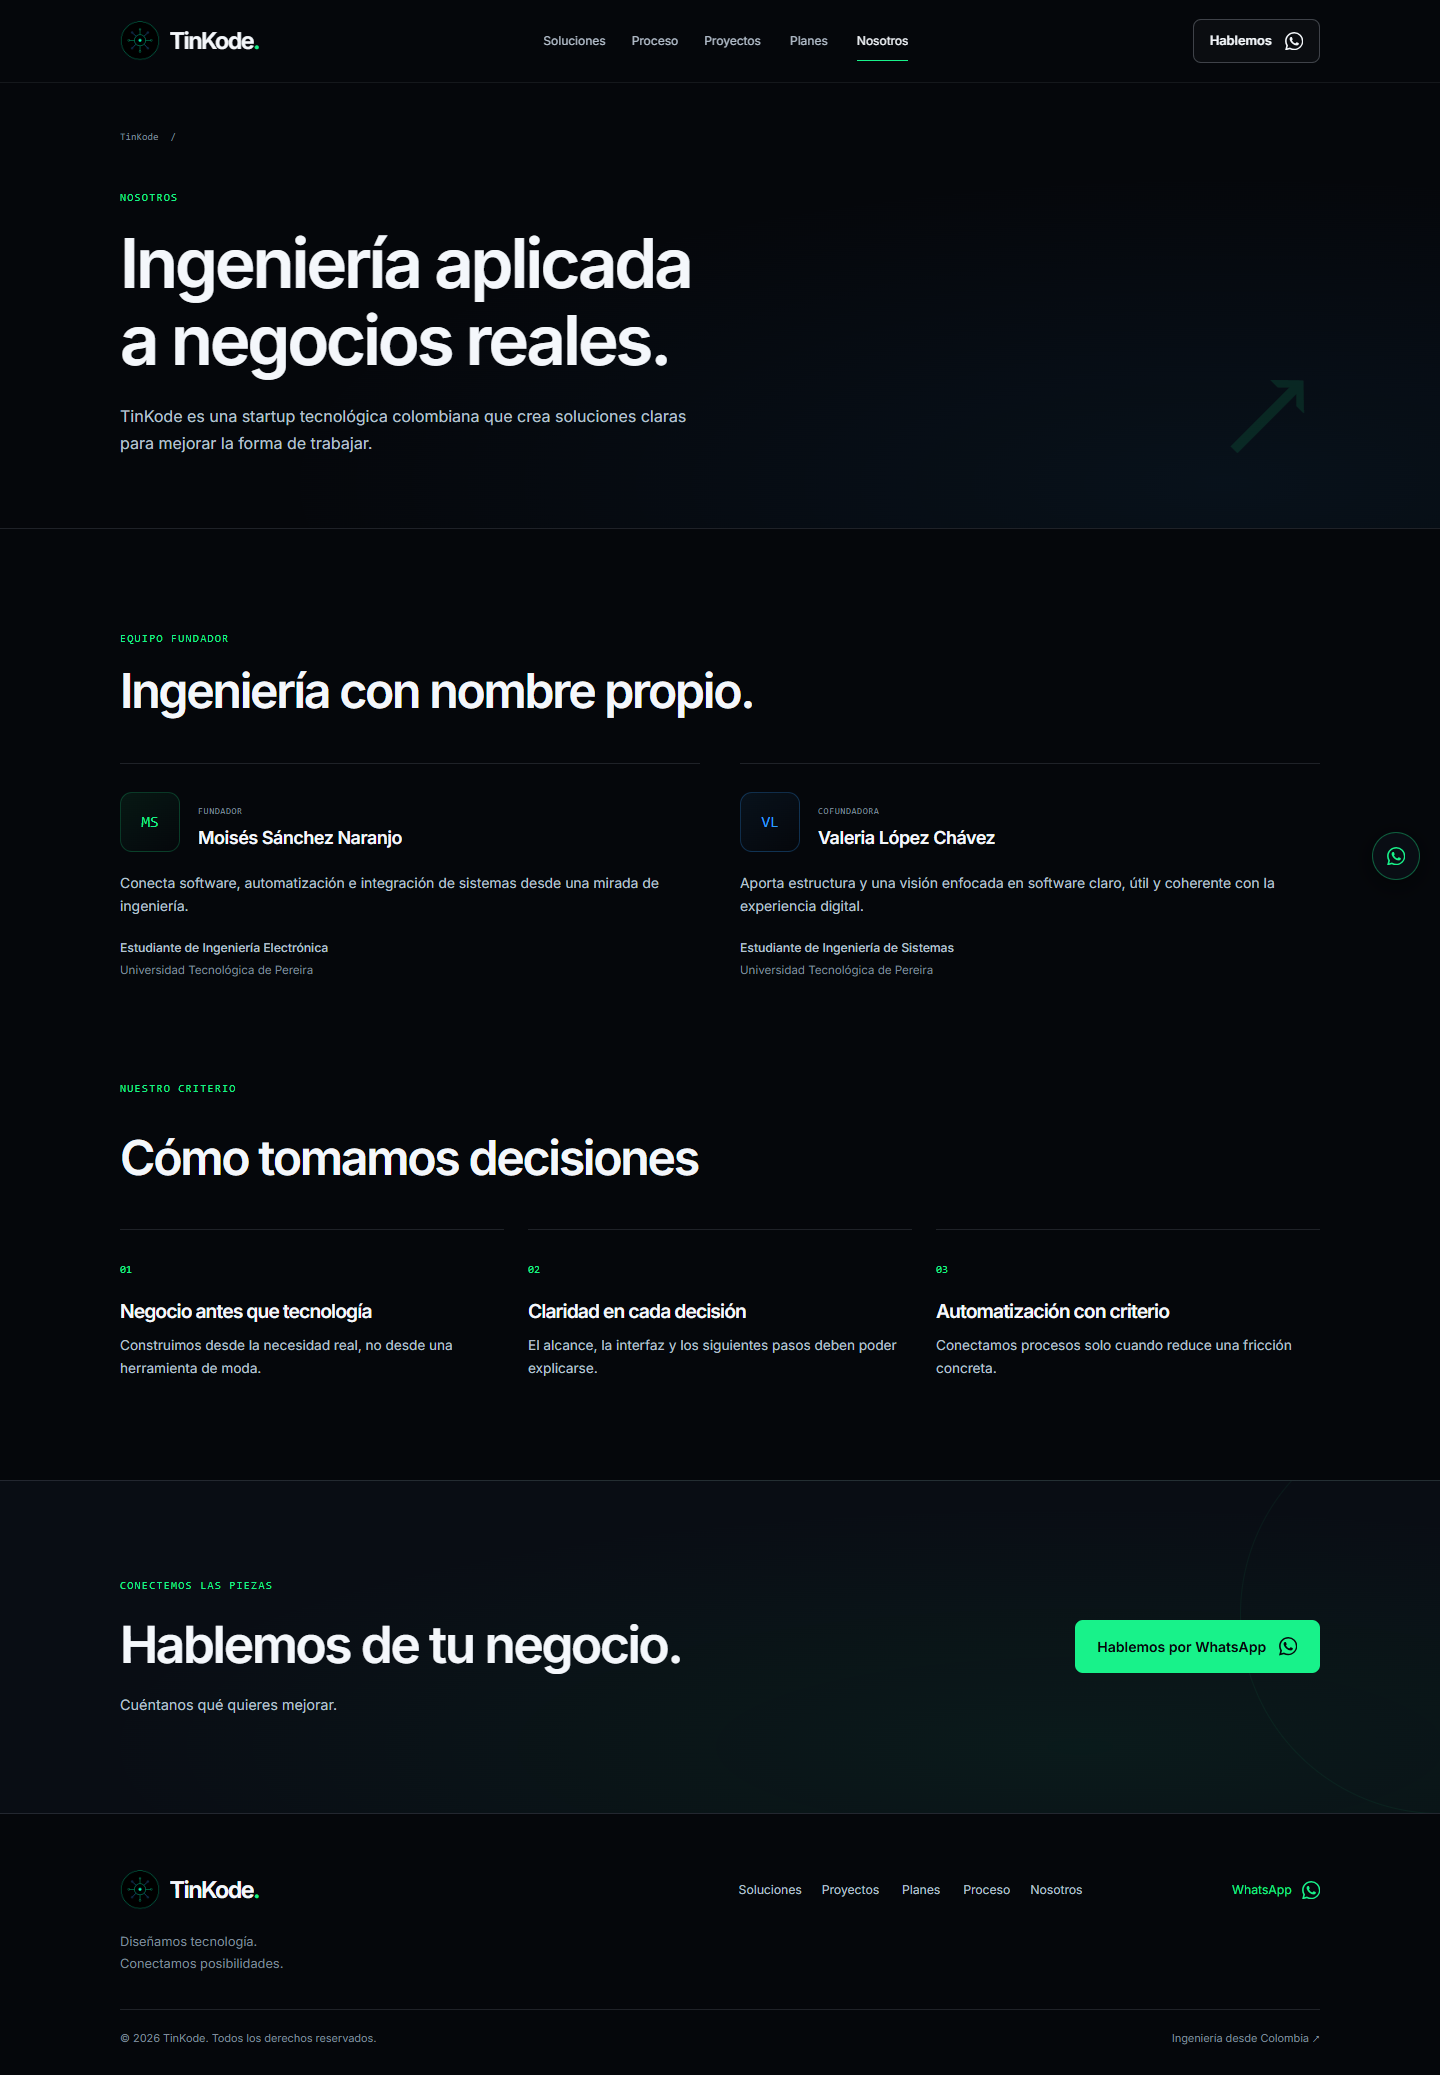 TinKode.
Soluciones Proceso Proyectos Planes Nosotros
Hablemos
TinKode /
NOSOTROS
Ingeniería aplicada
a negocios reales.
TinKode es una startup tecnológica colombiana que crea soluciones claras
para mejorar la forma de trabajar.
↗
EQUIPO FUNDADOR
Ingeniería con nombre propio.
MS
FUNDADOR
Moisés Sánchez Naranjo
Conecta software, automatización e integración de sistemas desde una mirada de
ingeniería.
Estudiante de Ingeniería Electrónica
Universidad Tecnológica de Pereira
VL
COFUNDADORA
Valeria López Chávez
Aporta estructura y una visión enfocada en software claro, útil y coherente con la
experiencia digital.
Estudiante de Ingeniería de Sistemas
Universidad Tecnológica de Pereira
NUESTRO CRITERIO
Cómo tomamos decisiones
01
Negocio antes que tecnología
Construimos desde la necesidad real, no desde una
herramienta de moda.
02
Claridad en cada decisión
El alcance, la interfaz y los siguientes pasos deben poder
explicarse.
03
Automatización con criterio
Conectamos procesos solo cuando reduce una fricción
concreta.
CONECTEMOS LAS PIEZAS
Hablemos de tu negocio.
Cuéntanos qué quieres mejorar.
Hablemos por WhatsApp
TinKode.
Diseñamos tecnología.
Conectamos posibilidades.
Soluciones Proyectos Planes Proceso Nosotros
WhatsApp
© 2026 TinKode. Todos los derechos reservados.
Ingeniería desde Colombia ↗